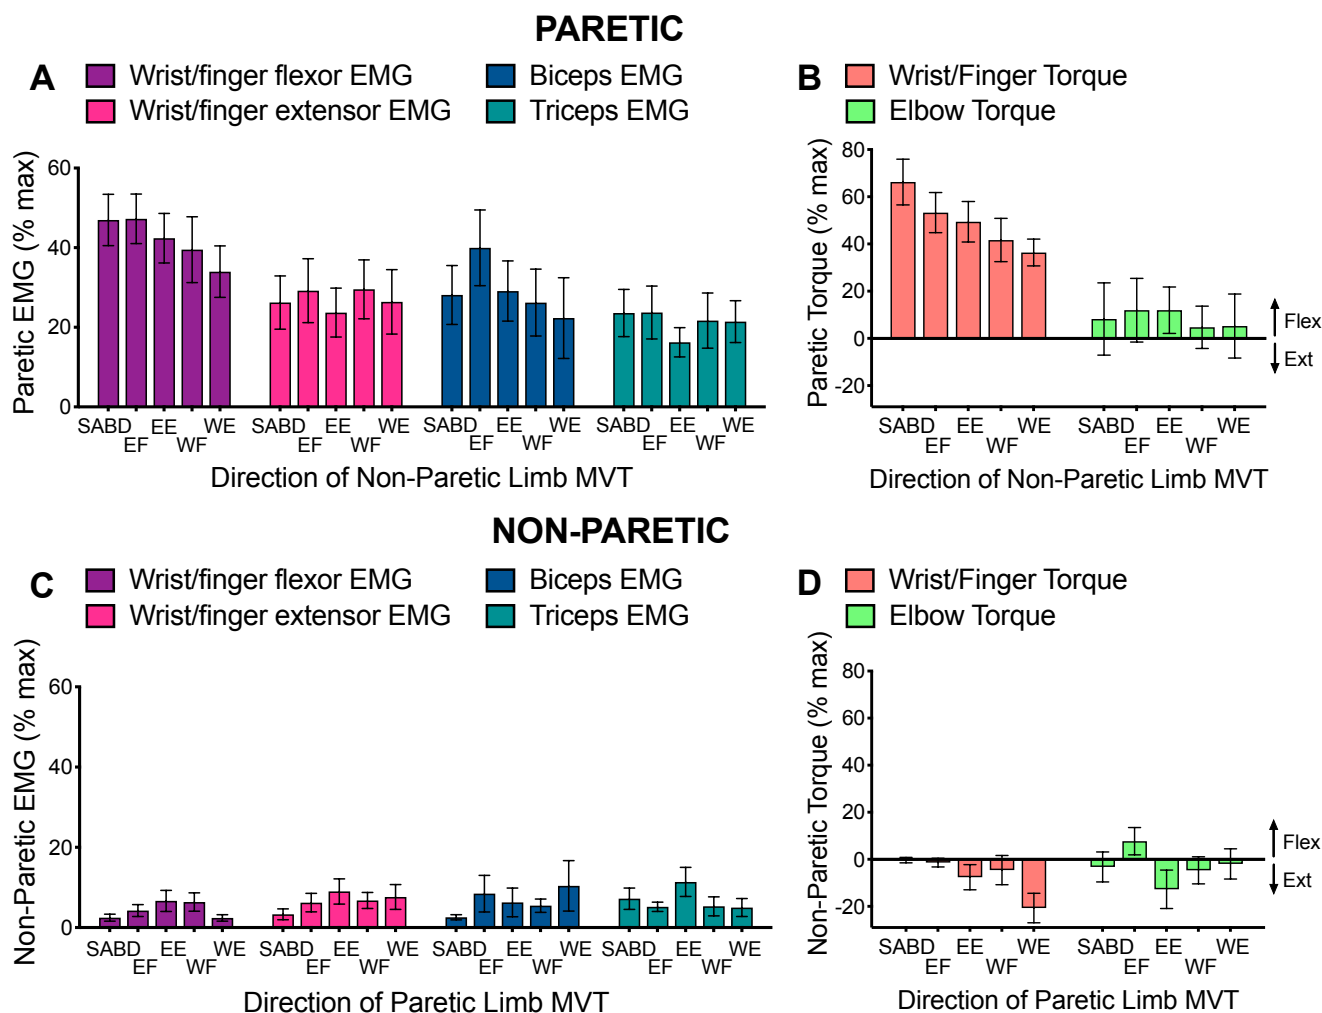 PARETIC
A
Wrist/finger flexor EMG
Biceps EMG
Wrist/finger extensor EMG
Triceps EMG
Paretic EMG (% max)
60
40
20
0
SABD EF EE WF WE SABD EF EE WF WE SABD EF EE WF WE SABD EF EE WF WE
Direction of Non-Paretic Limb MVT
B
Wrist/Finger Torque
Elbow Torque
Paretic Torque (% max)
80
60
40
20
0
-20
Flex
Ext
SABD EF EE WF WE SABD EF EE WF WE
Direction of Non-Paretic Limb MVT
NON-PARETIC
C
Wrist/finger flexor EMG
Biceps EMG
Wrist/finger extensor EMG
Triceps EMG
Non-Paretic EMG (% max)
60
40
20
0
SABD EF EE WF WE SABD EF EE WF WE SABD EF EE WF WE SABD EF EE WF WE
Direction of Paretic Limb MVT
D
Wrist/Finger Torque
Elbow Torque
Non-Paretic Torque (% max)
80
60
40
20
0
-20
Flex
Ext
SABD EF EE WF WE SABD EF EE WF WE
Direction of Paretic Limb MVT